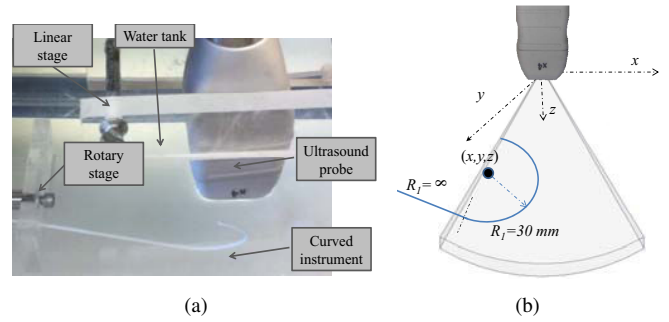 Linear
stage
Water tank
Rotary
stage
Ultrasound
probe
Curved
instrument
(a)
x
y
z
(x,y,z)
R₁= ∞
R₁=30 mm
(b)